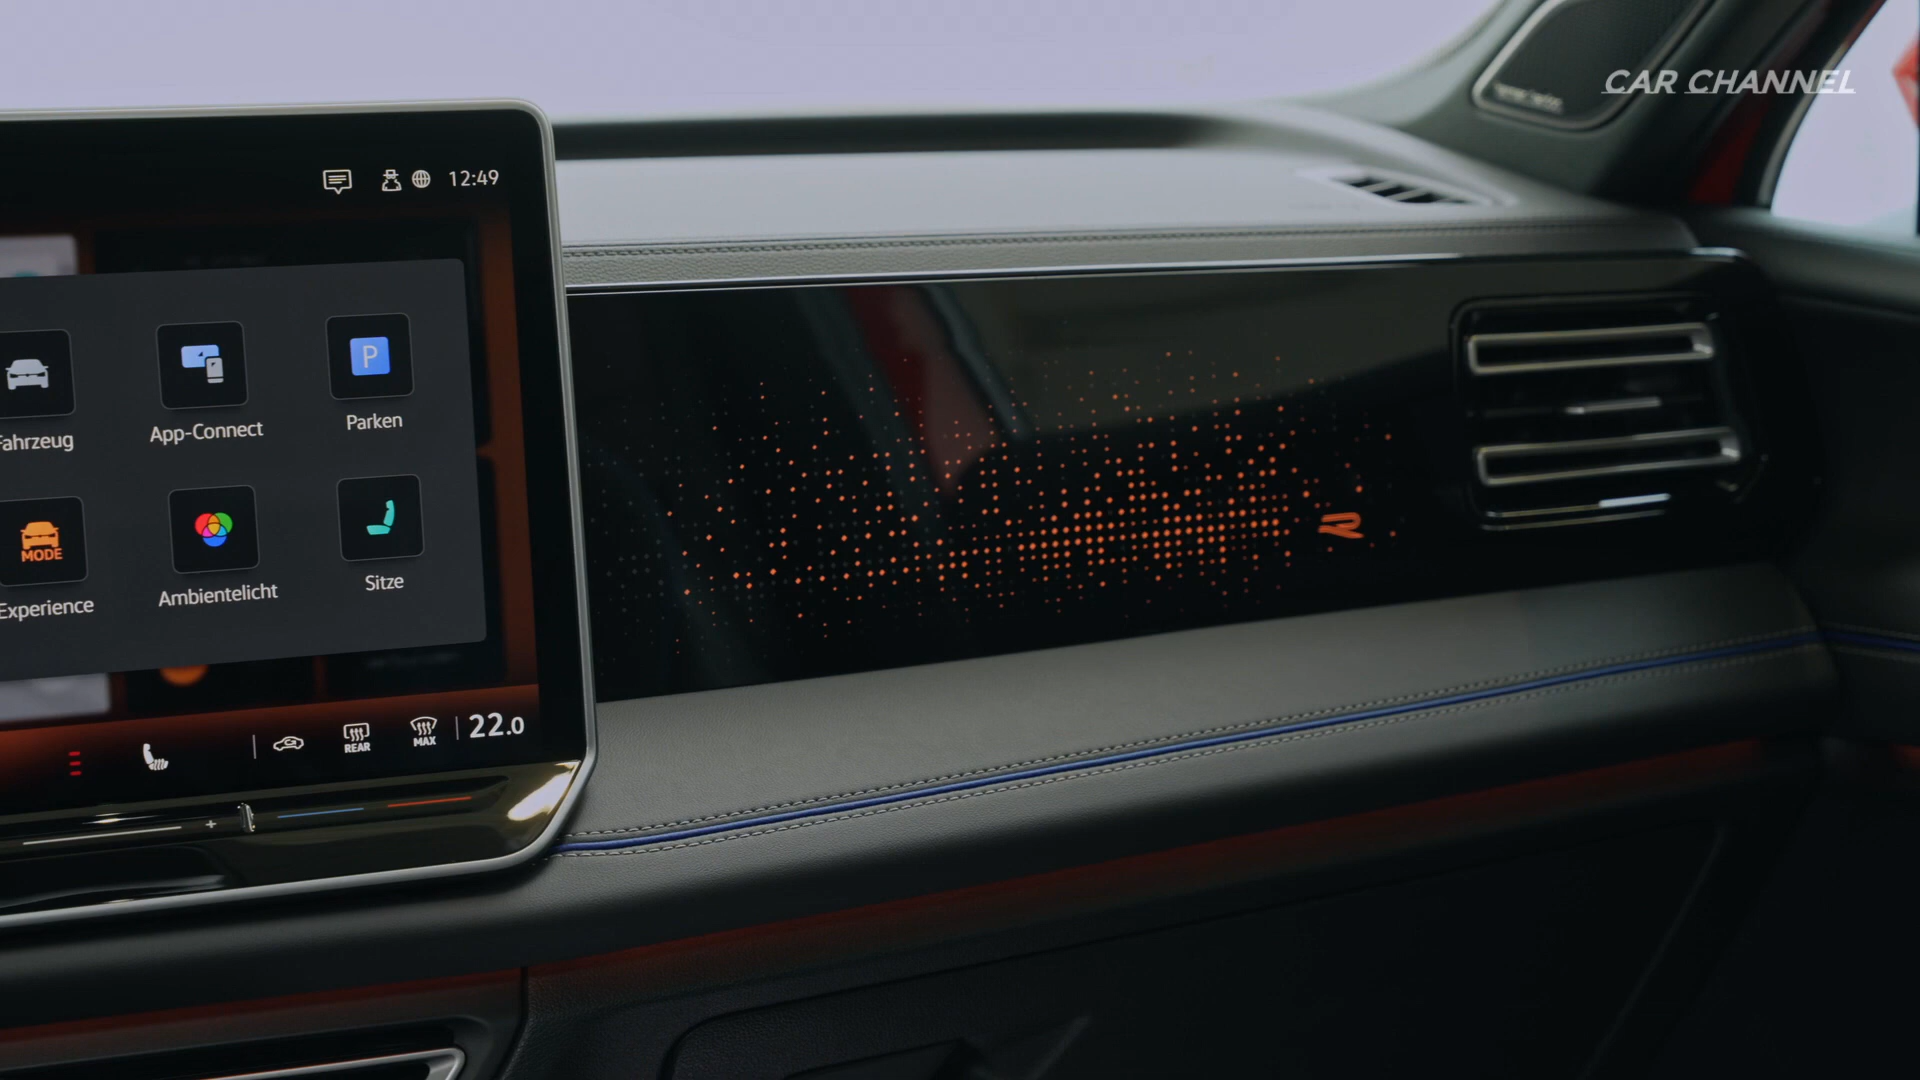 CAR CHANNEL
12:49
P
Fahrzeug
App-Connect
Parken
MODE
Experience
Ambientelicht
Sitze
R
REAR
MAX
22.0
+